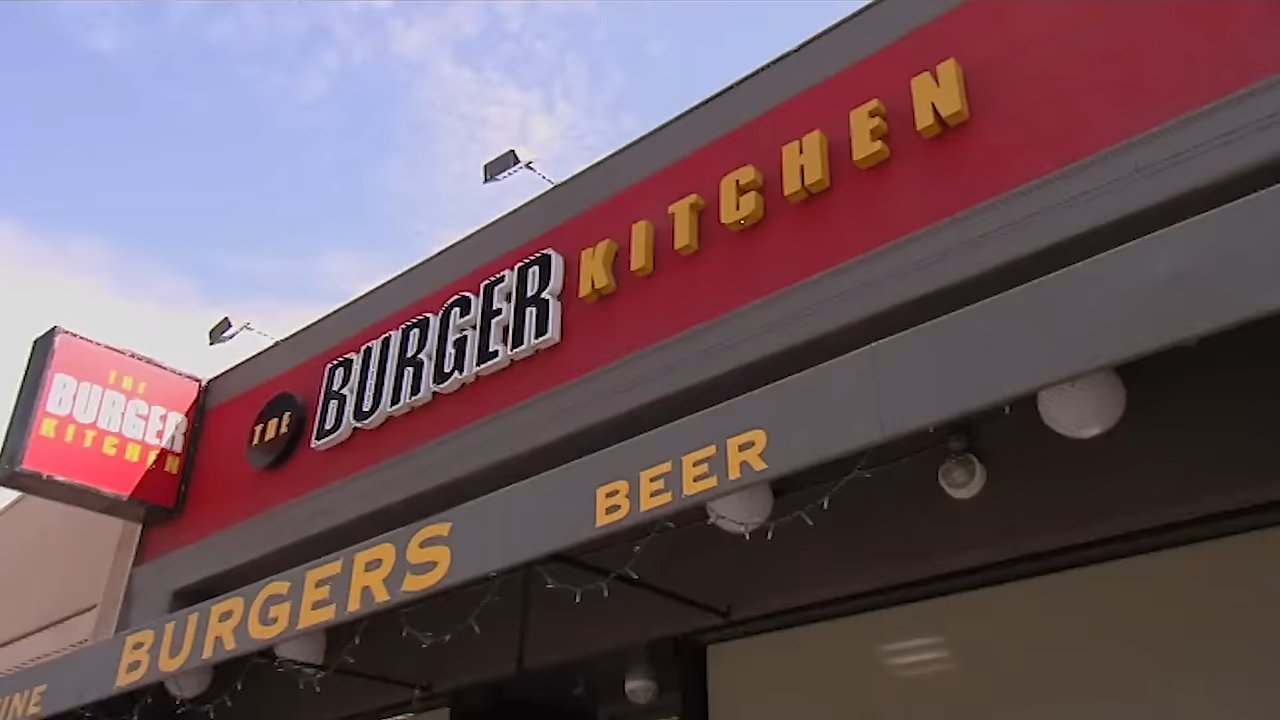 THE BURGER KITCHEN
THE
BURGER
KITCHEN
BURGERS BEER